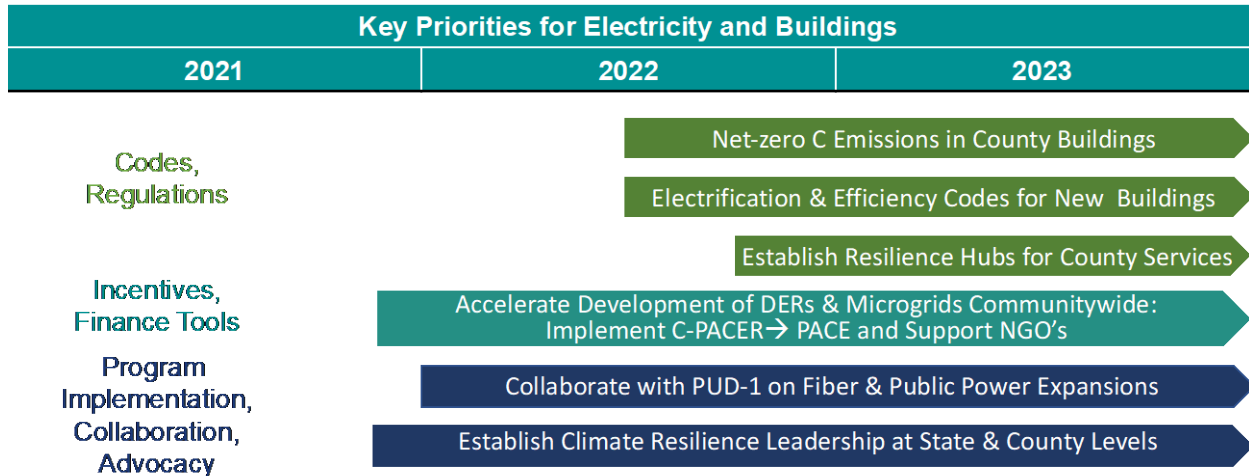 Key Priorities for Electricity and Buildings
2021 2022 2023
Codes,
Regulations
Net-zero C Emissions in County Buildings
Electrification & Efficiency Codes for New Buildings
Establish Resilience Hubs for County Services
Incentives,
Finance Tools
Accelerate Development of DERs & Microgrids Communitywide:
Implement C-PACER→ PACE and Support NGO's
Program
Implementation,
Collaboration,
Advocacy
Collaborate with PUD-1 on Fiber & Public Power Expansions
Establish Climate Resilience Leadership at State & County Levels